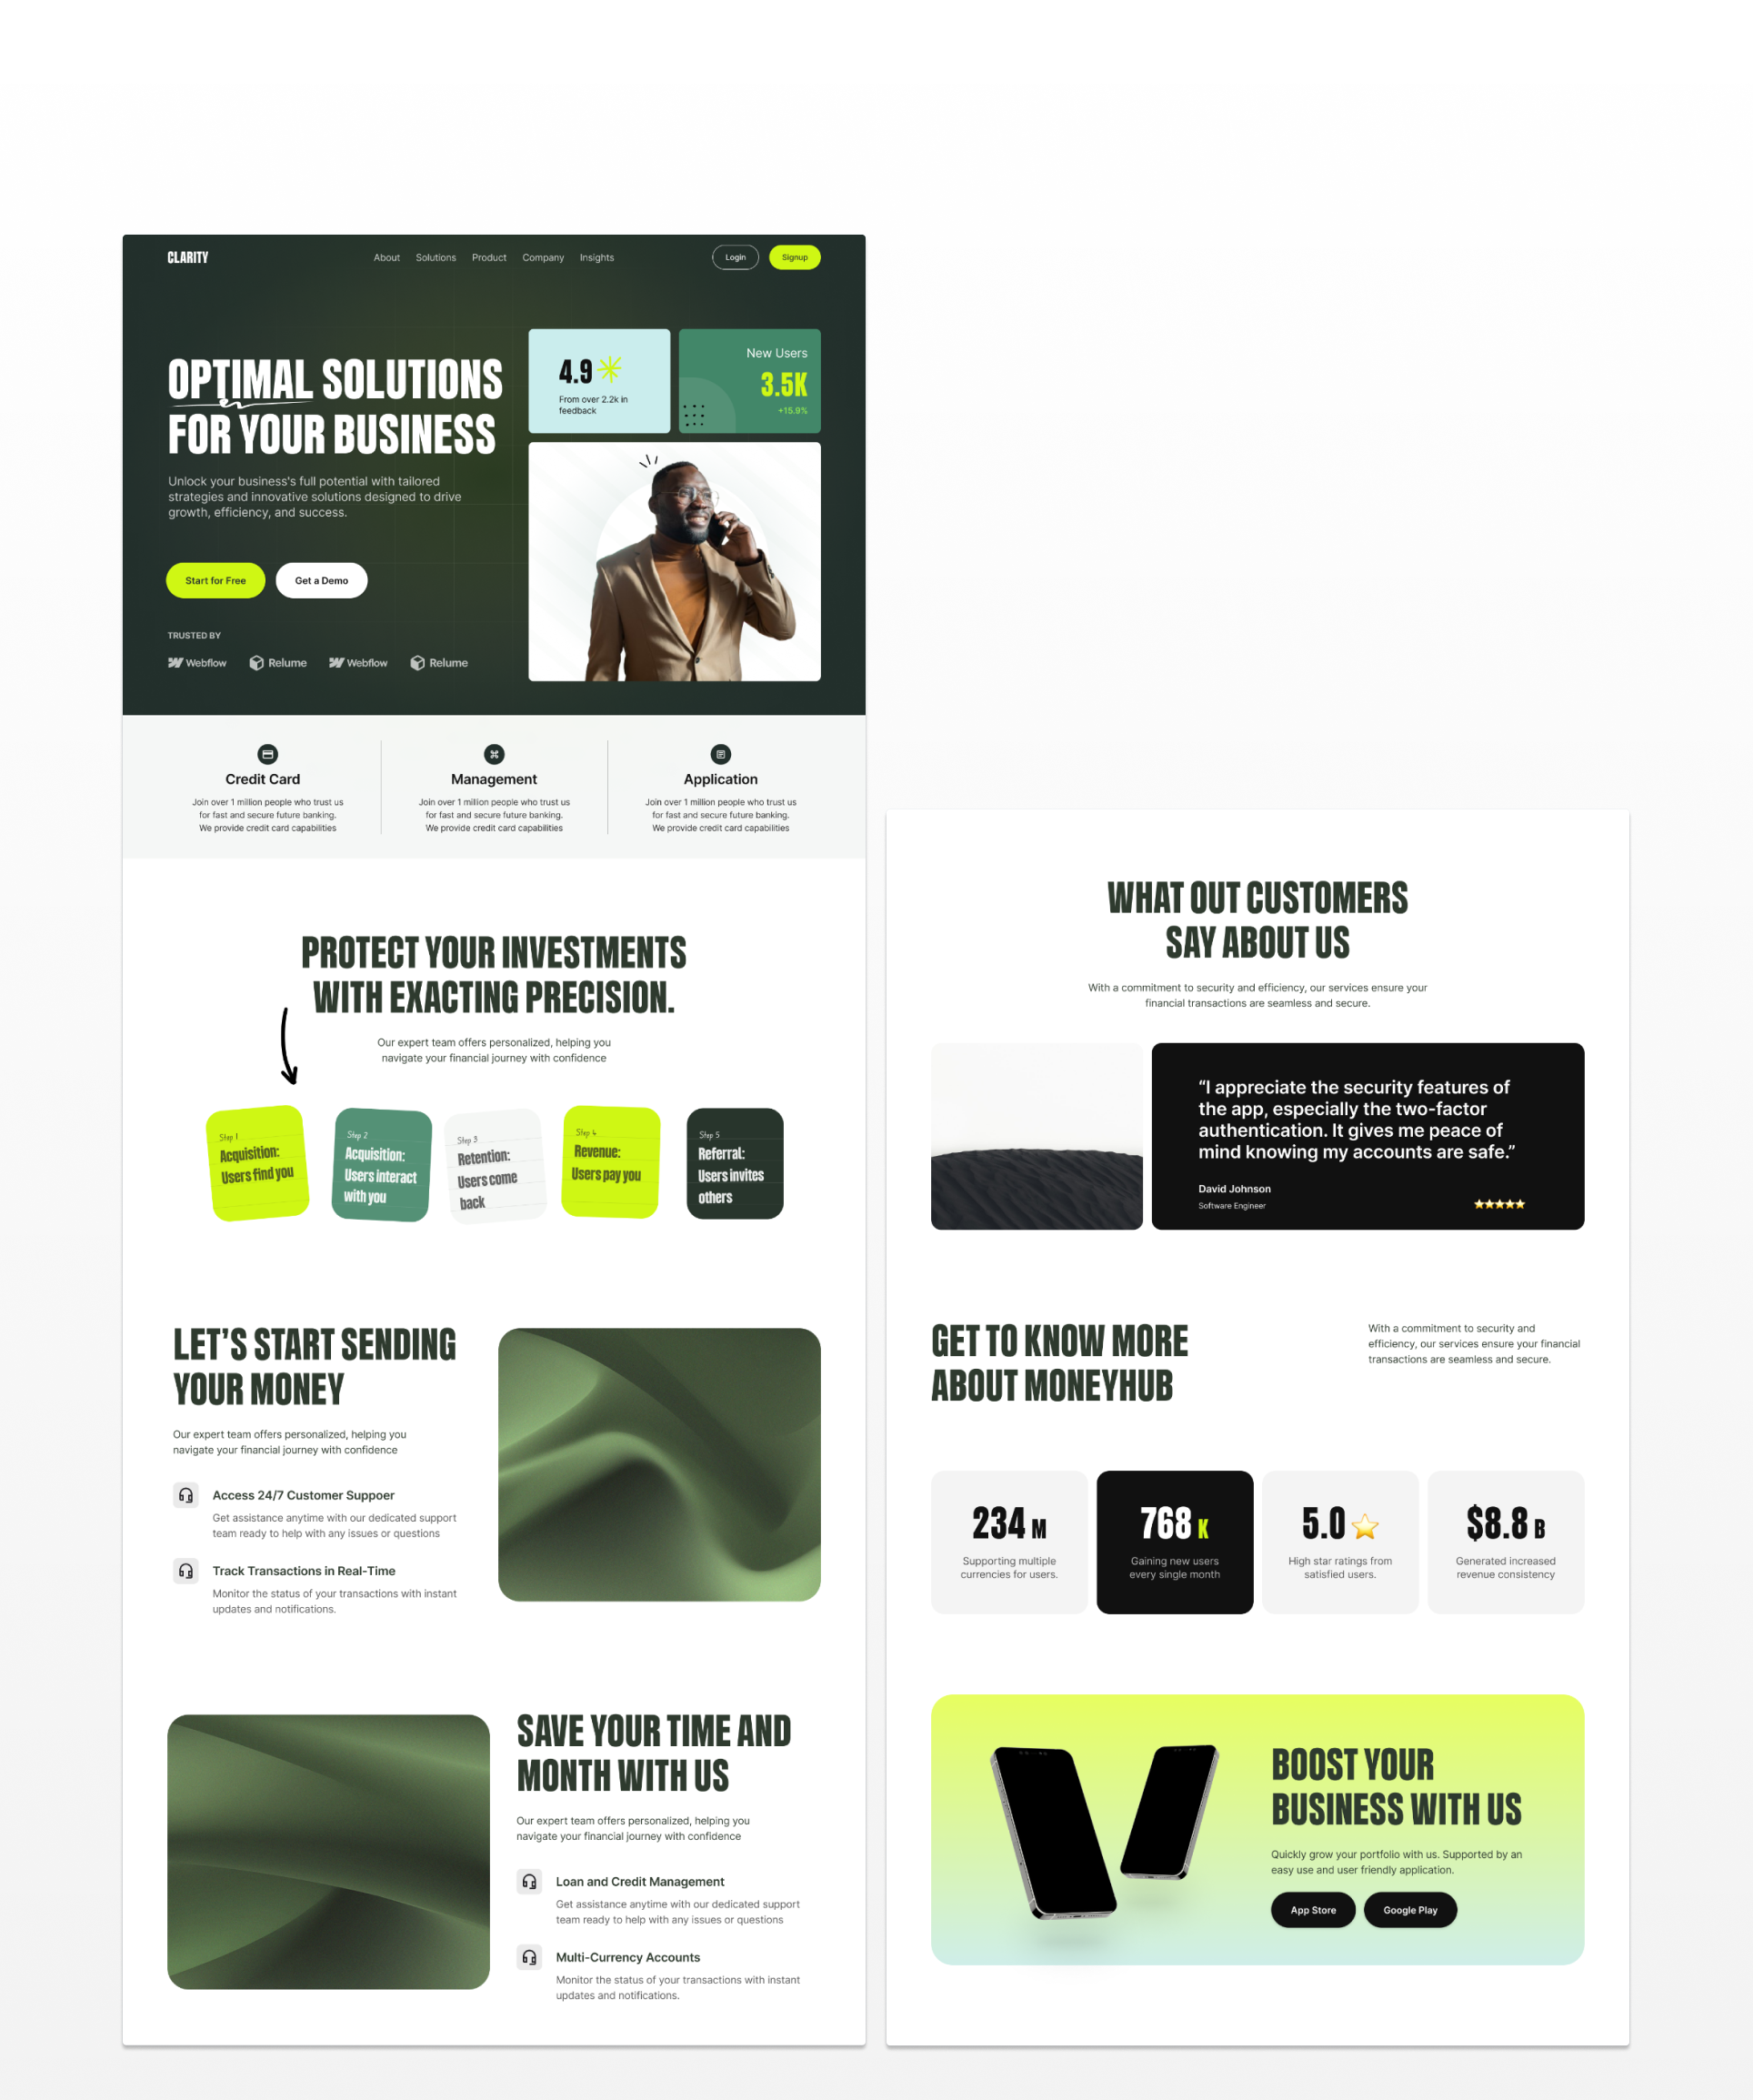 CLARITY
About
Solutions
Product
Company
Insights
Login
Signup
OPTIMAL SOLUTIONS
FOR YOUR BUSINESS
Unlock your business's full potential with tailored
strategies and innovative solutions designed to drive
growth, efficiency, and success.
Start for Free
Get a Demo
TRUSTED BY
Webflow
Relume
Webflow
Relume
4.9
From over 2.2k in
feedback
New Users
3.5K
+15.9%
Credit Card
Join over 1 million people who trust us
for fast and secure future banking.
We provide credit card capabilities
Management
Join over 1 million people who trust us
for fast and secure future banking.
We provide credit card capabilities
Application
Join over 1 million people who trust us
for fast and secure future banking.
We provide credit card capabilities
PROTECT YOUR INVESTMENTS
WITH EXACTING PRECISION.
Our expert team offers personalized, helping you
navigate your financial journey with confidence
Step 1
Acquisition:
Users find you
Step 2
Acquisition:
Users interact
with you
Step 3
Retention:
Users come
back
Step 4
Revenue:
Users pay you
Step 5
Referral:
Users invites
others
LET'S START SENDING
YOUR MONEY
Our expert team offers personalized, helping you
navigate your financial journey with confidence
Access 24/7 Customer Suppoer
Get assistance anytime with our dedicated support
team ready to help with any issues or questions
Track Transactions in Real-Time
Monitor the status of your transactions with instant
updates and notifications.
SAVE YOUR TIME AND
MONTH WITH US
Our expert team offers personalized, helping you
navigate your financial journey with confidence
Loan and Credit Management
Get assistance anytime with our dedicated support
team ready to help with any issues or questions
Multi-Currency Accounts
Monitor the status of your transactions with instant
updates and notifications.
WHAT OUT CUSTOMERS
SAY ABOUT US
With a commitment to security and efficiency, our services ensure your
financial transactions are seamless and secure.
“I appreciate the security features of
the app, especially the two-factor
authentication. It gives me peace of
mind knowing my accounts are safe.”
David Johnson
Software Engineer
GET TO KNOW MORE
ABOUT MONEYHUB
With a commitment to security and
efficiency, our services ensure your financial
transactions are seamless and secure.
234 M
Supporting multiple
currencies for users.
768 K
Gaining new users
every single month
5.0
High star ratings from
satisfied users.
$8.8 B
Generated increased
revenue consistency
BOOST YOUR
BUSINESS WITH US
Quickly grow your portfolio with us. Supported by an
easy use and user friendly application.
App Store
Google Play